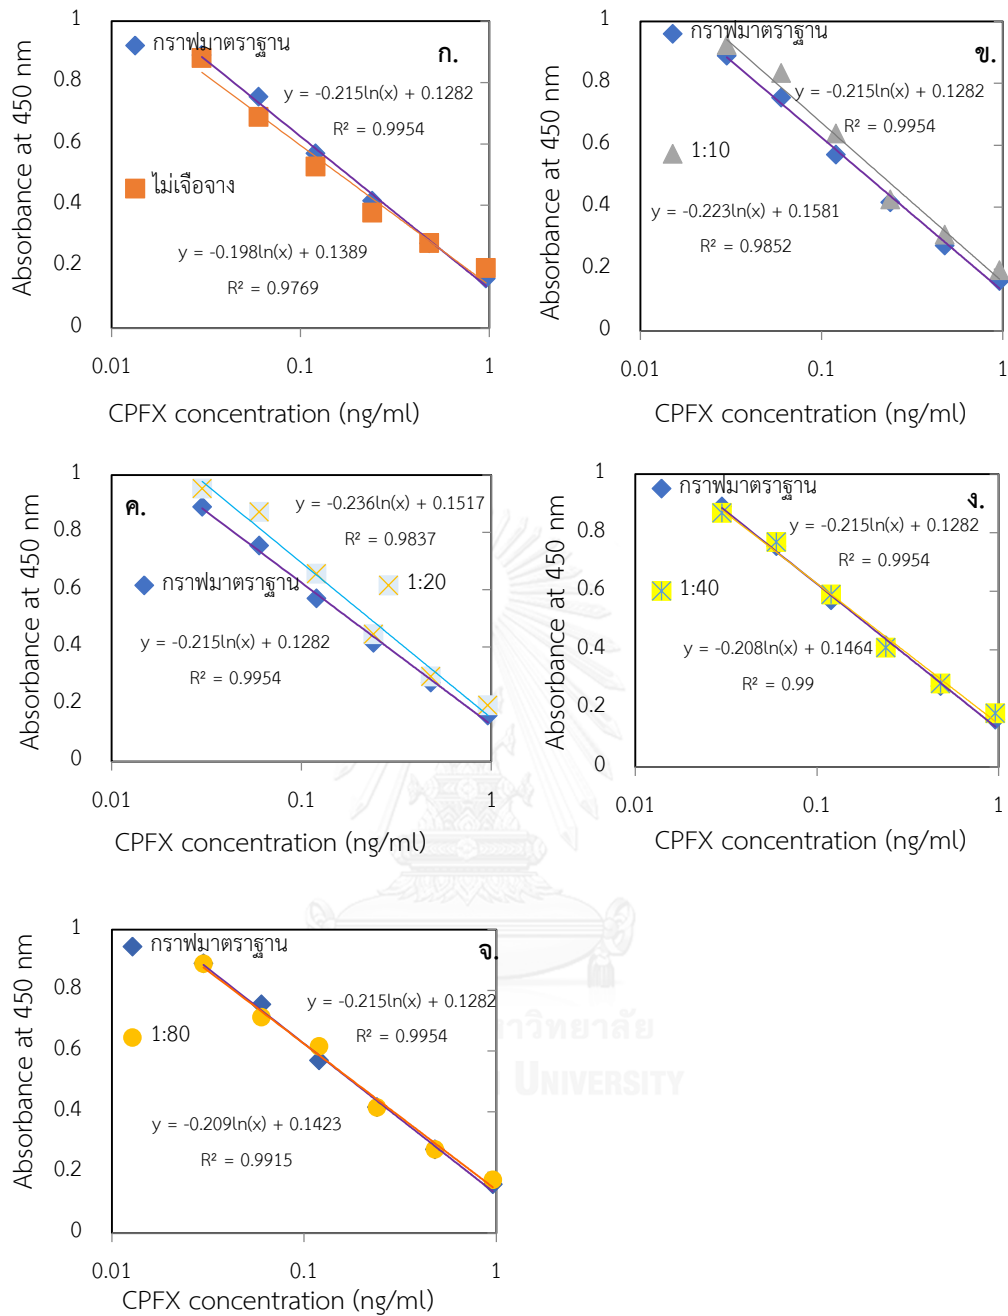 Absorbance at 450 nm
1
0.8
0.6
0.4
0.2
0
กราฟมาตราฐาน
ก.
y = -0.215ln(x) + 0.1282
R² = 0.9954
ไม่เจือจาง
y = -0.198ln(x) + 0.1389
R² = 0.9769
0.01 0.1 1
CPFX concentration (ng/ml)
Absorbance at 450 nm
1
0.8
0.6
0.4
0.2
0
กราฟมาตราฐาน
ข.
y = -0.215ln(x) + 0.1282
R² = 0.9954
1:10
y = -0.223ln(x) + 0.1581
R² = 0.9852
0.01 0.1 1
CPFX concentration (ng/ml)
Absorbance at 450 nm
1
0.8
0.6
0.4
0.2
0
ค.
y = -0.236ln(x) + 0.1517
R² = 0.9837
กราฟมาตราฐาน
1:20
y = -0.215ln(x) + 0.1282
R² = 0.9954
0.01 0.1 1
CPFX concentration (ng/ml)
Absorbance at 450 nm
1
0.8
0.6
0.4
0.2
0
กราฟมาตราฐาน
ง.
y = -0.215ln(x) + 0.1282
R² = 0.9954
1:40
y = -0.208ln(x) + 0.1464
R² = 0.99
0.01 0.1 1
CPFX concentration (ng/ml)
Absorbance at 450 nm
1
0.8
0.6
0.4
0.2
0
กราฟมาตราฐาน
จ.
y = -0.215ln(x) + 0.1282
R² = 0.9954
1:80
y = -0.209ln(x) + 0.1423
R² = 0.9915
0.01 0.1 1
CPFX concentration (ng/ml)
วิทยาลัย
UNIVERSITY